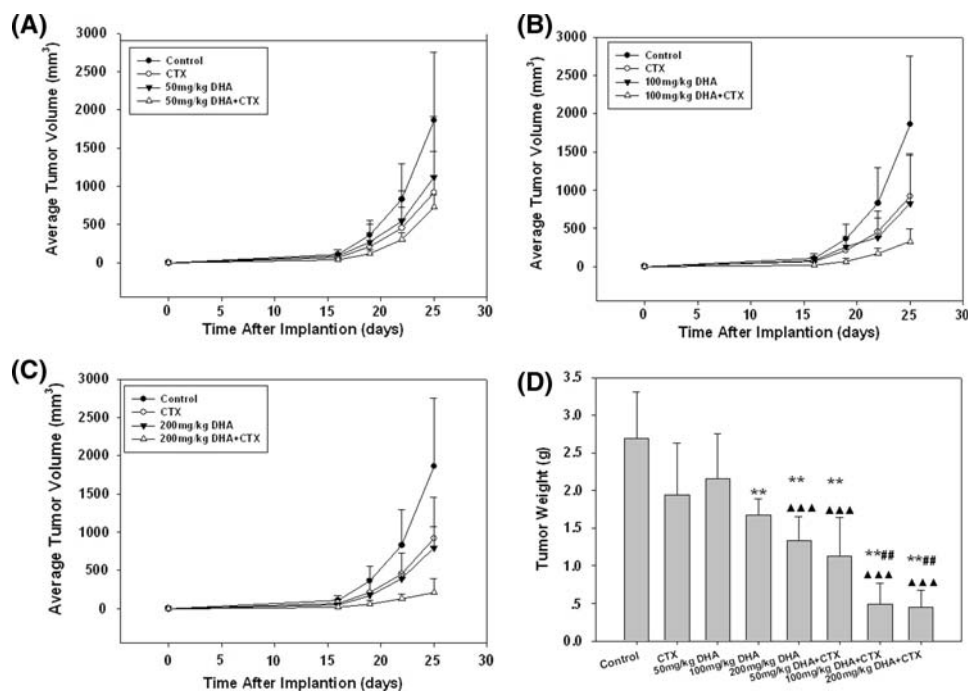 (A)
3000
2500
2000
1500
1000
500
0
Average Tumor Volume (mm³)
Control
CTX
50mg/kg DHA
50mg/kg DHA+CTX
0 5 10 15 20 25 30
Time After Implantion (days)
(B)
3000
2500
2000
1500
1000
500
0
Average Tumor Volume (mm³)
Control
CTX
100mg/kg DHA
100mg/kg DHA+CTX
0 5 10 15 20 25 30
Time After Implantion (days)
(C)
3000
2500
2000
1500
1000
500
0
Average Tumor Volume (mm³)
Control
CTX
200mg/kg DHA
200mg/kg DHA+CTX
0 5 10 15 20 25 30
Time After Implantion (days)
(D)
3.5
3.0
2.5
2.0
1.5
1.0
.5
0.0
Tumor Weight (g)
**
**
▲▲▲
**
▲▲▲
**##
▲▲▲
**##
▲▲▲
Control
CTX
50mg/kg DHA
100mg/kg DHA
200mg/kg DHA
50mg/kg DHA+CTX
100mg/kg DHA+CTX
200mg/kg DHA+CTX